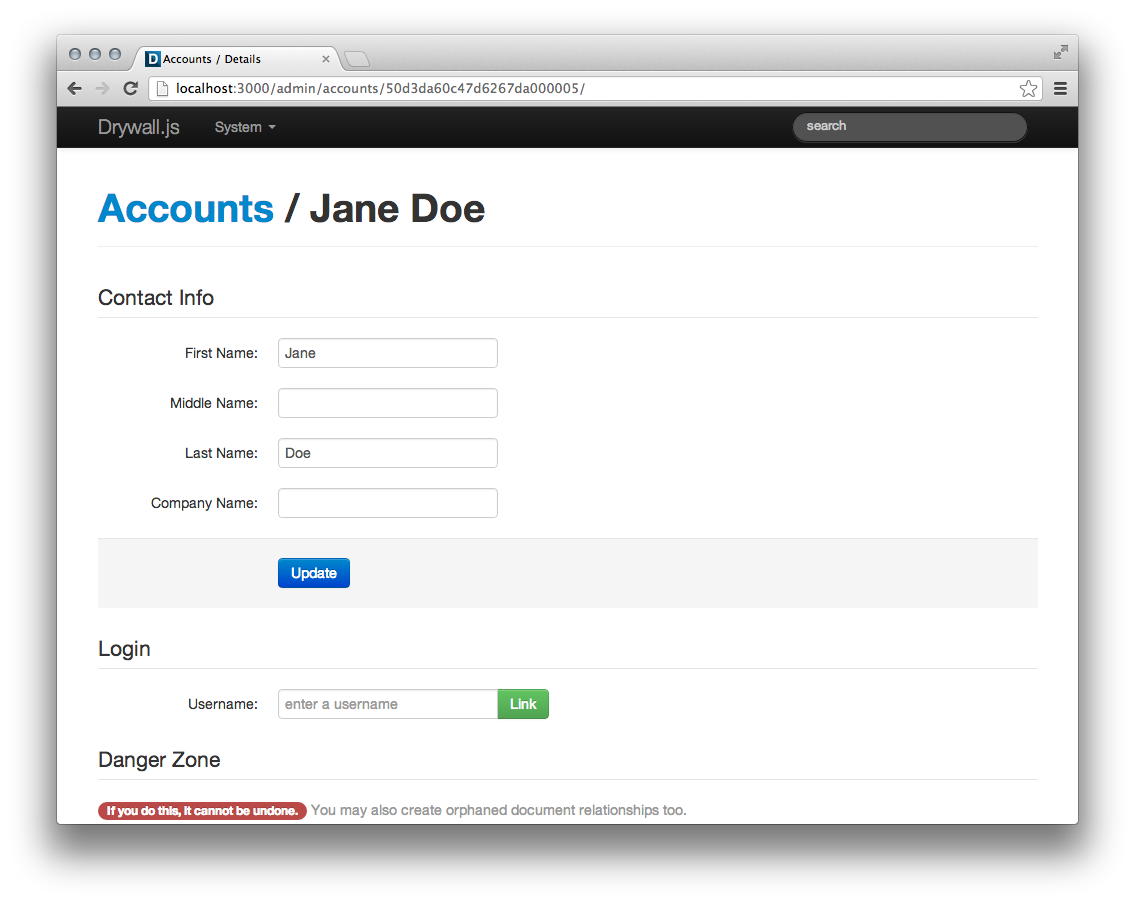 D Accounts / Details
localhost:3000/admin/accounts/50d3da60c47d6267da000005/
Drywall.js System search
Accounts / Jane Doe
Contact Info
First Name: Jane
Middle Name:
Last Name: Doe
Company Name:
Update
Login
Username: enter a username Link
Danger Zone
If you do this, it cannot be undone. You may also create orphaned document relationships too.